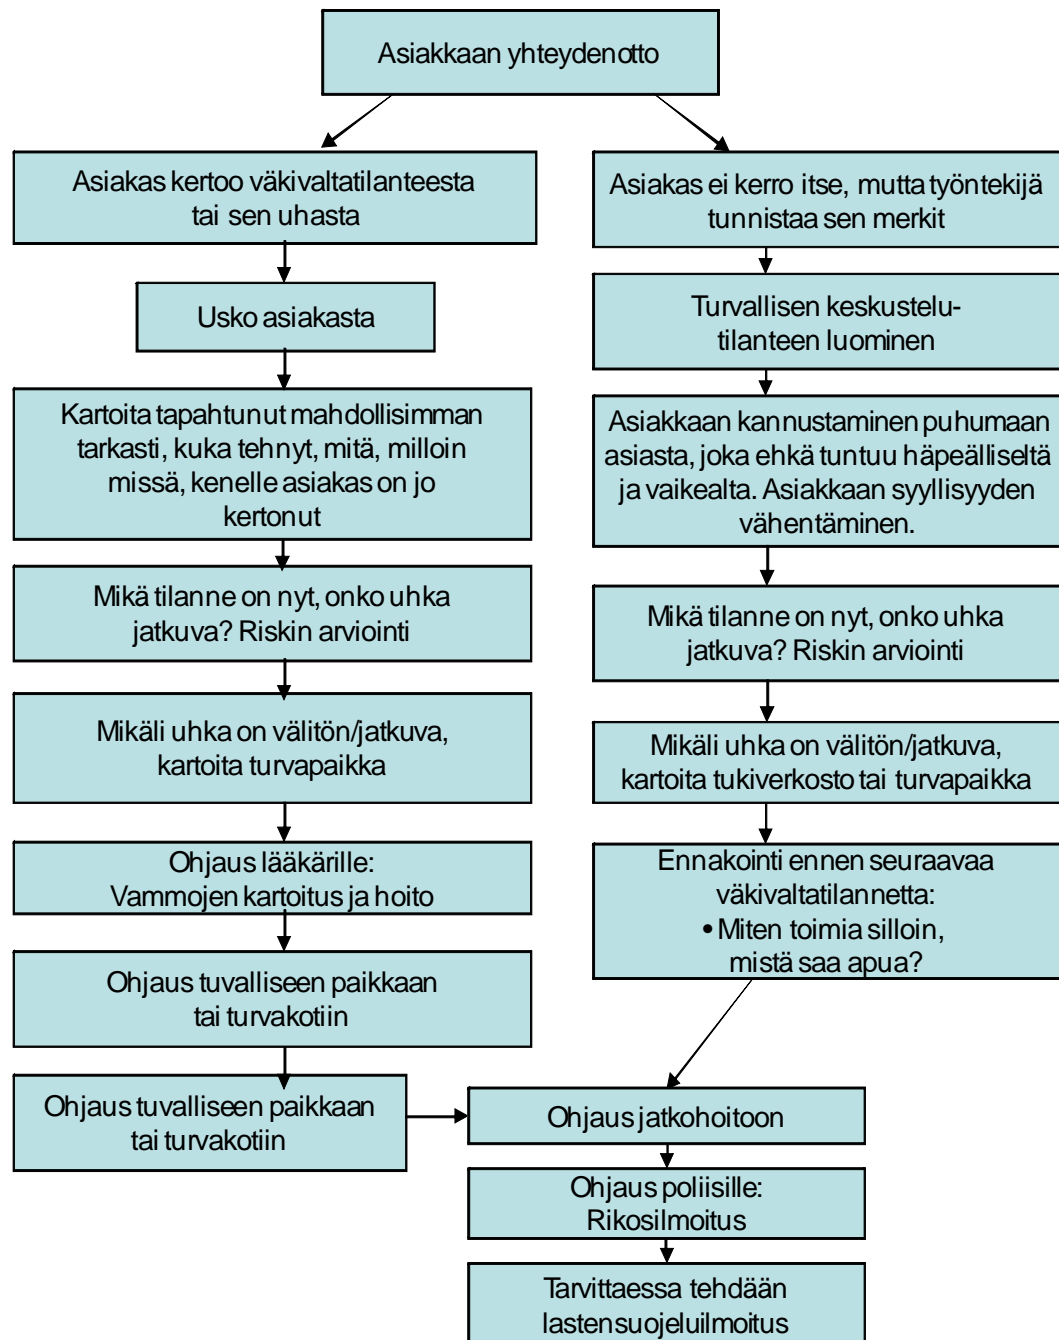 Asiakkaan yhteydenotto
Asiakas kertoo väkivaltatilanteesta
tai sen uhasta
Usko asiakasta
Kartoita tapahtunut mahdollisimman
tarkasti, kuka tehnyt, mitä, milloin
missä, kenelle asiakas on jo
kertonut
Mikä tilanne on nyt, onko uhka
jatkuva? Riskin arviointi
Mikäli uhka on välitön/jatkuva,
kartoita turvapaikka
Ohjaus lääkärille:
Vammojen kartoitus ja hoito
Ohjaus tuvalliseen paikkaan
tai turvakotiin
Ohjaus tuvalliseen paikkaan
tai turvakotiin
Asiakas ei kerro itse, mutta työntekijä
tunnistaa sen merkit
Turvallisen keskustelu-
tilanteen luominen
Asiakkaan kannustaminen puhumaan
asiasta, joka ehkä tuntuu häpeälliseltä
ja vaikealta. Asiakkaan syyllisyyden
vähentäminen.
Mikä tilanne on nyt, onko uhka
jatkuva? Riskin arviointi
Mikäli uhka on välitön/jatkuva,
kartoita tukiverkosto tai turvapaikka
Ennakointi ennen seuraavaa
väkivaltatilannetta:
• Miten toimia silloin,
mistä saa apua?
Ohjaus jatkohoitoon
Ohjaus poliisille:
Rikosilmoitus
Tarvittaessa tehdään
lastensuojeluilmoitus